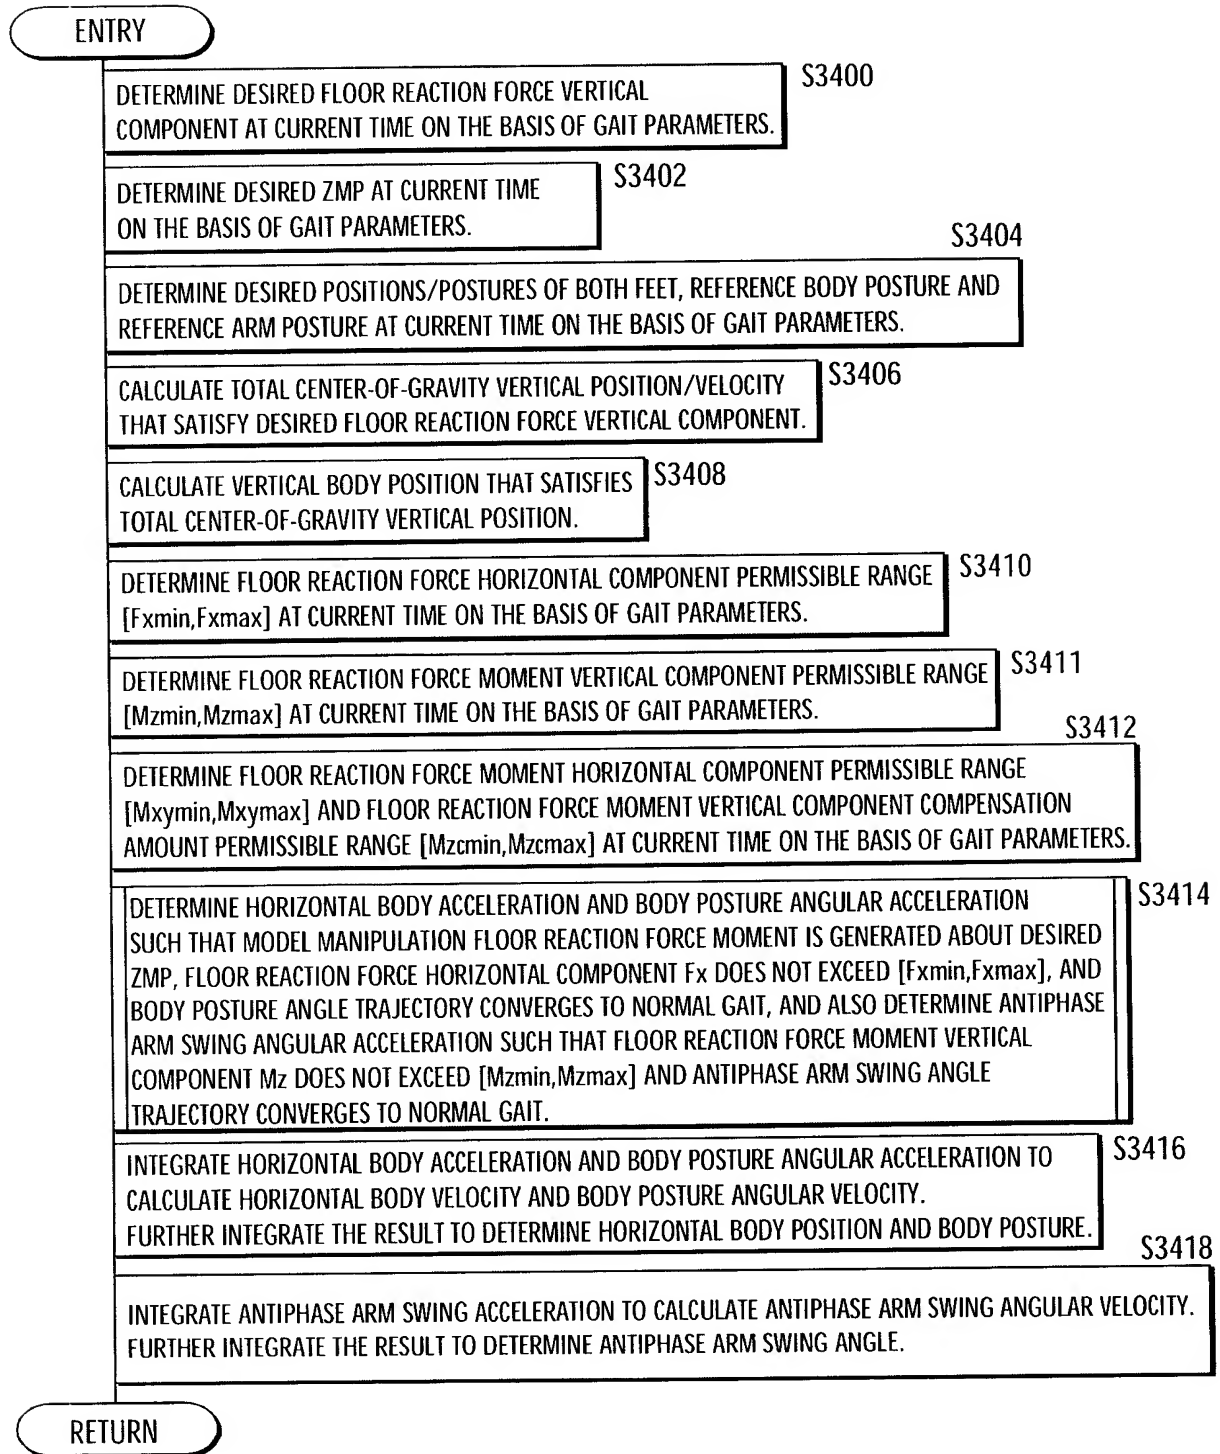 ENTRY
S3400
DETERMINE DESIRED FLOOR REACTION FORCE VERTICAL
COMPONENT AT CURRENT TIME ON THE BASIS OF GAIT PARAMETERS.
S3402
DETERMINE DESIRED ZMP AT CURRENT TIME
ON THE BASIS OF GAIT PARAMETERS.
S3404
DETERMINE DESIRED POSITIONS/POSTURES OF BOTH FEET, REFERENCE BODY POSTURE AND
REFERENCE ARM POSTURE AT CURRENT TIME ON THE BASIS OF GAIT PARAMETERS.
S3406
CALCULATE TOTAL CENTER-OF-GRAVITY VERTICAL POSITION/VELOCITY
THAT SATISFY DESIRED FLOOR REACTION FORCE VERTICAL COMPONENT.
S3408
CALCULATE VERTICAL BODY POSITION THAT SATISFIES
TOTAL CENTER-OF-GRAVITY VERTICAL POSITION.
S3410
DETERMINE FLOOR REACTION FORCE HORIZONTAL COMPONENT PERMISSIBLE RANGE
[Fxmin,Fxmax] AT CURRENT TIME ON THE BASIS OF GAIT PARAMETERS.
S3411
DETERMINE FLOOR REACTION FORCE MOMENT VERTICAL COMPONENT PERMISSIBLE RANGE
[Mzmin,Mzmax] AT CURRENT TIME ON THE BASIS OF GAIT PARAMETERS.
S3412
DETERMINE FLOOR REACTION FORCE MOMENT HORIZONTAL COMPONENT PERMISSIBLE RANGE
[Mxymin,Mxymax] AND FLOOR REACTION FORCE MOMENT VERTICAL COMPONENT COMPENSATION
AMOUNT PERMISSIBLE RANGE [Mzcmin,Mzcmax] AT CURRENT TIME ON THE BASIS OF GAIT PARAMETERS.
S3414
DETERMINE HORIZONTAL BODY ACCELERATION AND BODY POSTURE ANGULAR ACCELERATION
SUCH THAT MODEL MANIPULATION FLOOR REACTION FORCE MOMENT IS GENERATED ABOUT DESIRED
ZMP, FLOOR REACTION FORCE HORIZONTAL COMPONENT Fx DOES NOT EXCEED [Fxmin,Fxmax], AND
BODY POSTURE ANGLE TRAJECTORY CONVERGES TO NORMAL GAIT, AND ALSO DETERMINE ANTIPHASE
ARM SWING ANGULAR ACCELERATION SUCH THAT FLOOR REACTION FORCE MOMENT VERTICAL
COMPONENT Mz DOES NOT EXCEED [Mzmin,Mzmax] AND ANTIPHASE ARM SWING ANGLE
TRAJECTORY CONVERGES TO NORMAL GAIT.
S3416
INTEGRATE HORIZONTAL BODY ACCELERATION AND BODY POSTURE ANGULAR ACCELERATION TO
CALCULATE HORIZONTAL BODY VELOCITY AND BODY POSTURE ANGULAR VELOCITY.
FURTHER INTEGRATE THE RESULT TO DETERMINE HORIZONTAL BODY POSITION AND BODY POSTURE.
S3418
INTEGRATE ANTIPHASE ARM SWING ACCELERATION TO CALCULATE ANTIPHASE ARM SWING ANGULAR VELOCITY.
FURTHER INTEGRATE THE RESULT TO DETERMINE ANTIPHASE ARM SWING ANGLE.
RETURN